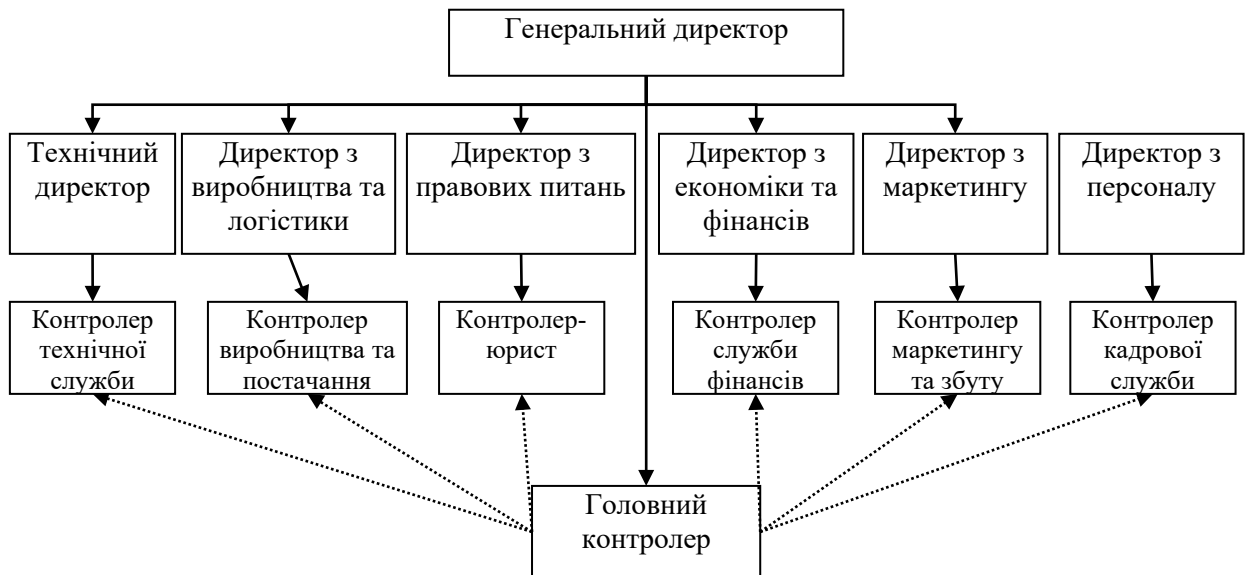 Генеральний директор
Технічний
директор
Директор з
виробництва та
логістики
Директор з
правових питань
Директор з
економіки та
фінансів
Директор з
маркетингу
Директор з
персоналу
Контролер
технічної
служби
Контролер
виробництва та
постачання
Контролер-
юрист
Контролер
служби
фінансів
Контролер
маркетингу
та збуту
Контролер
кадрової
служби
Головний
контролер